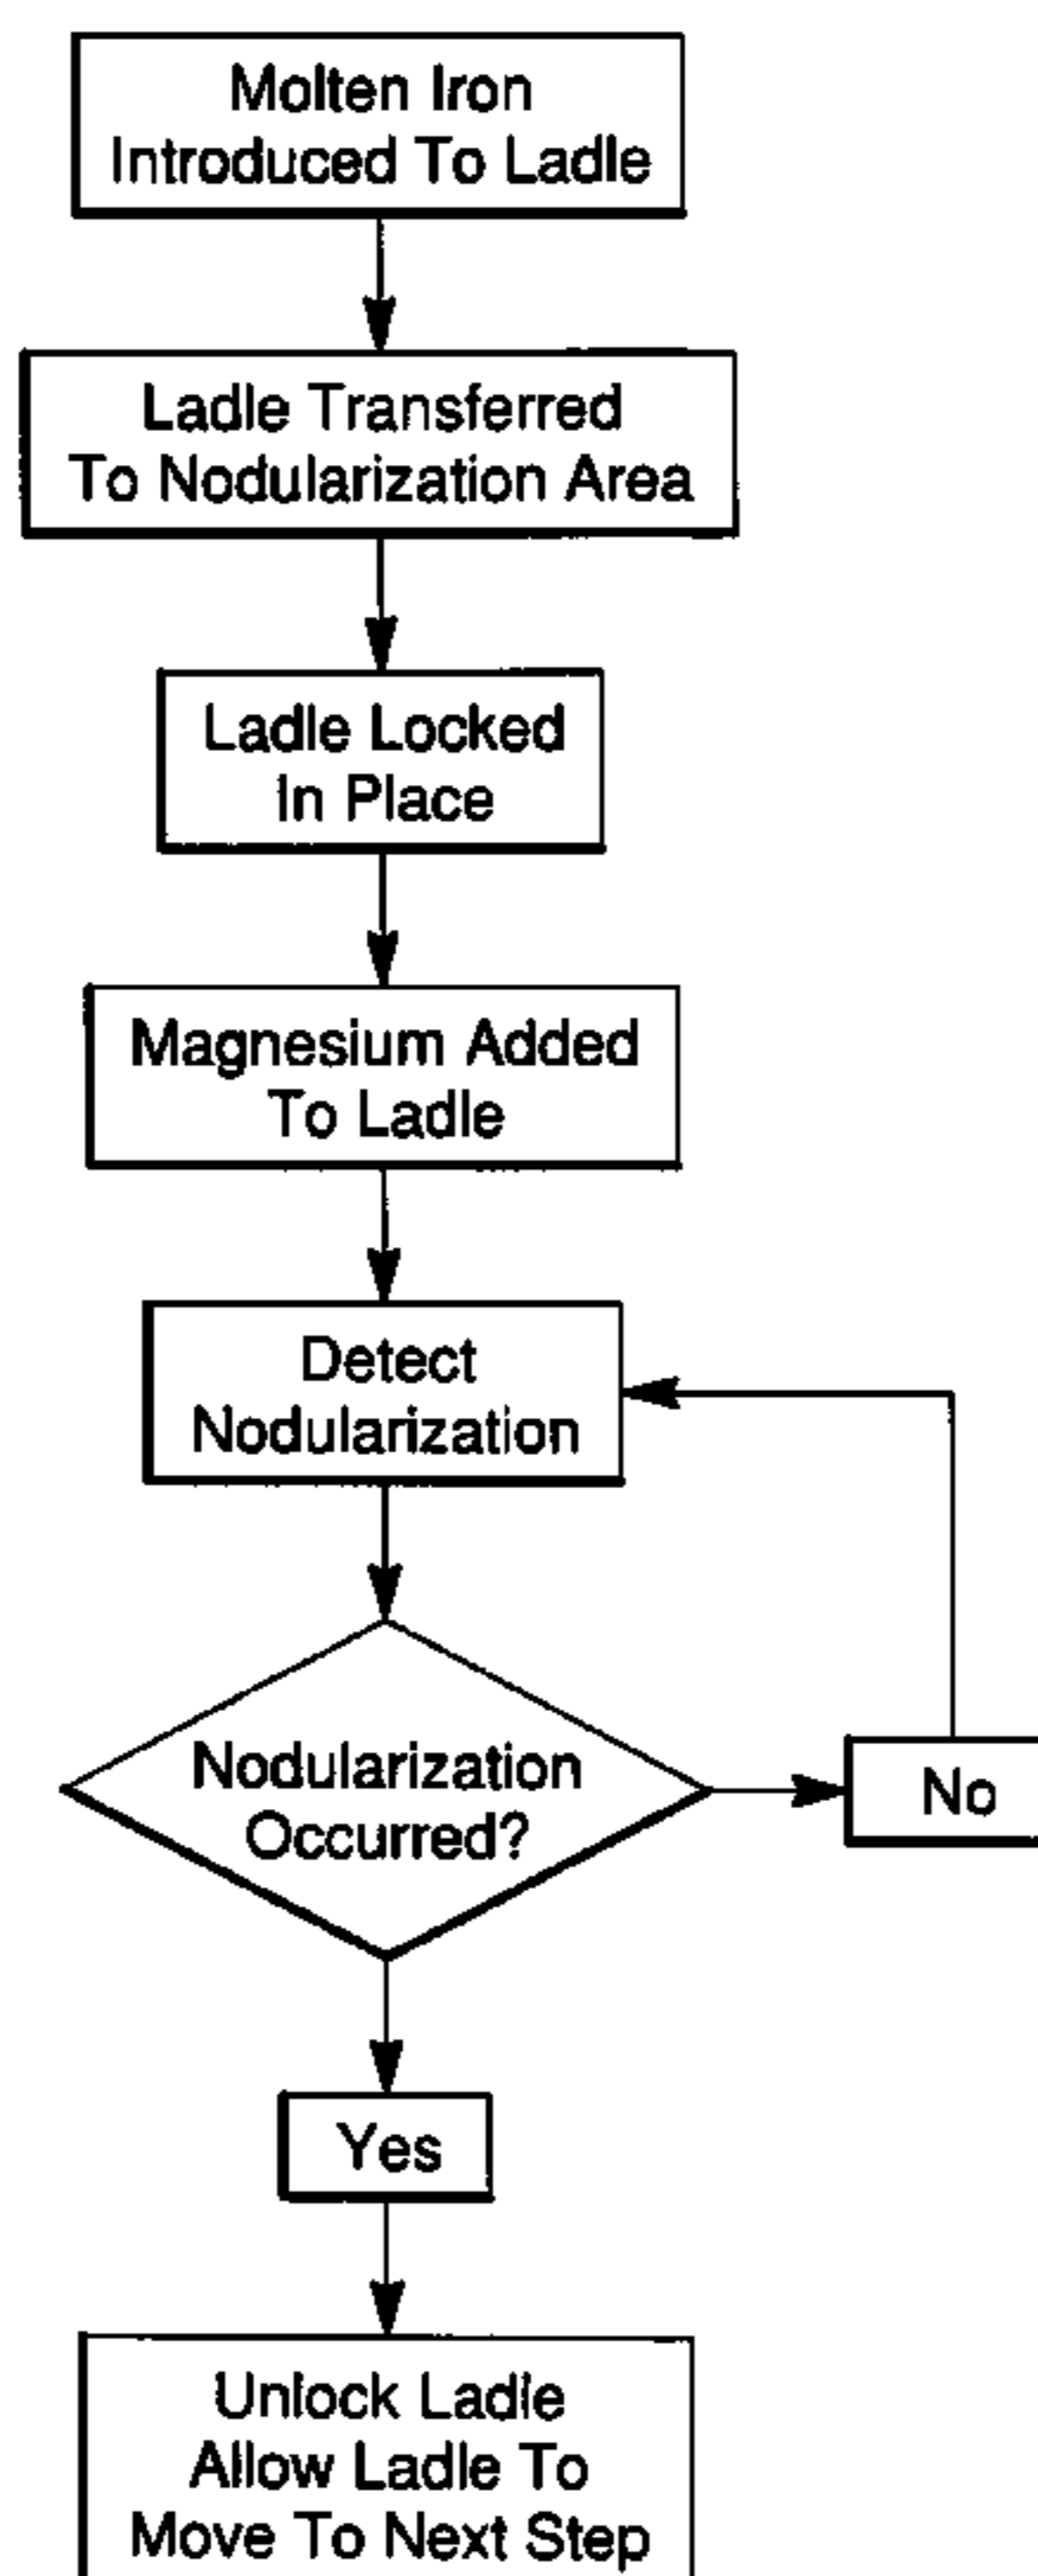 Molten Iron
Introduced To Ladle
Ladle Transferred
To Nodularization Area
Ladle Locked
In Place
Magnesium Added
To Ladle
Detect
Nodularization
Nodularization
Occurred?
No
Yes
Unlock Ladle
Allow Ladle To
Move To Next Step